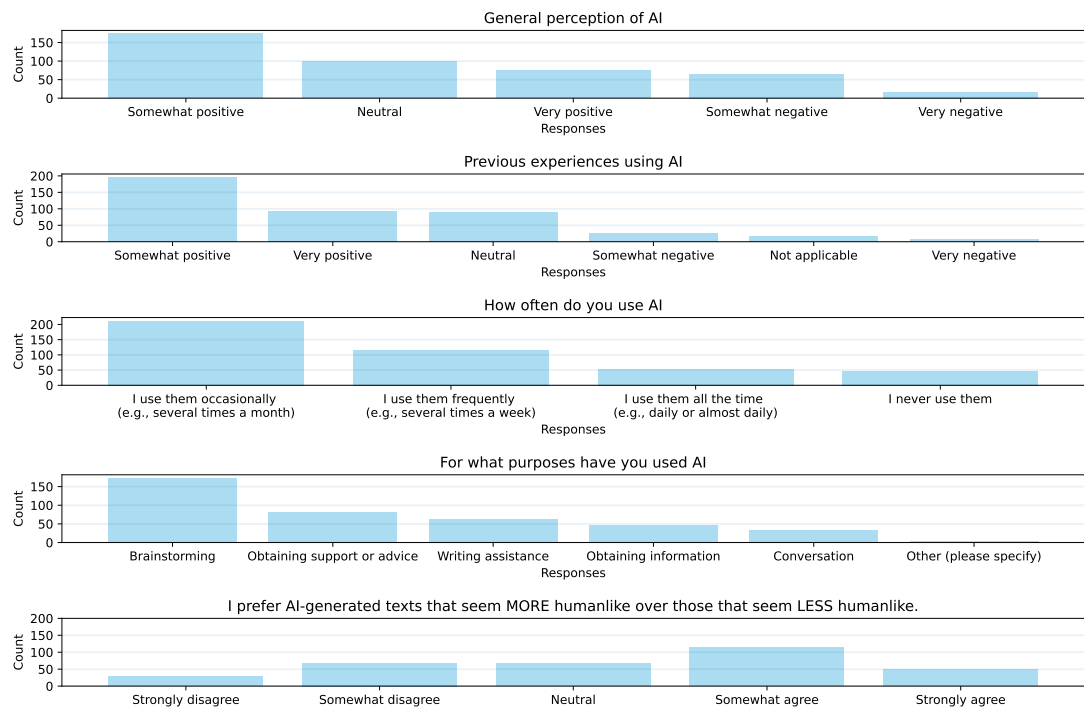 General perception of AI
Count
150
100
50
0
Somewhat positive Neutral Very positive Somewhat negative Very negative
Responses
Previous experiences using AI
Count
200
150
100
50
0
Somewhat positive Very positive Neutral Somewhat negative Not applicable Very negative
Responses
How often do you use AI
Count
200
150
100
50
0
I use them occasionally I use them frequently I use them all the time I never use them
(e.g., several times a month) (e.g., several times a week) (e.g., daily or almost daily)
Responses
For what purposes have you used AI
Count
150
100
50
0
Brainstorming Obtaining support or advice Writing assistance Obtaining information Conversation Other (please specify)
Responses
I prefer AI-generated texts that seem MORE humanlike over those that seem LESS humanlike.
Count
200
150
100
50
0
Strongly disagree Somewhat disagree Neutral Somewhat agree Strongly agree